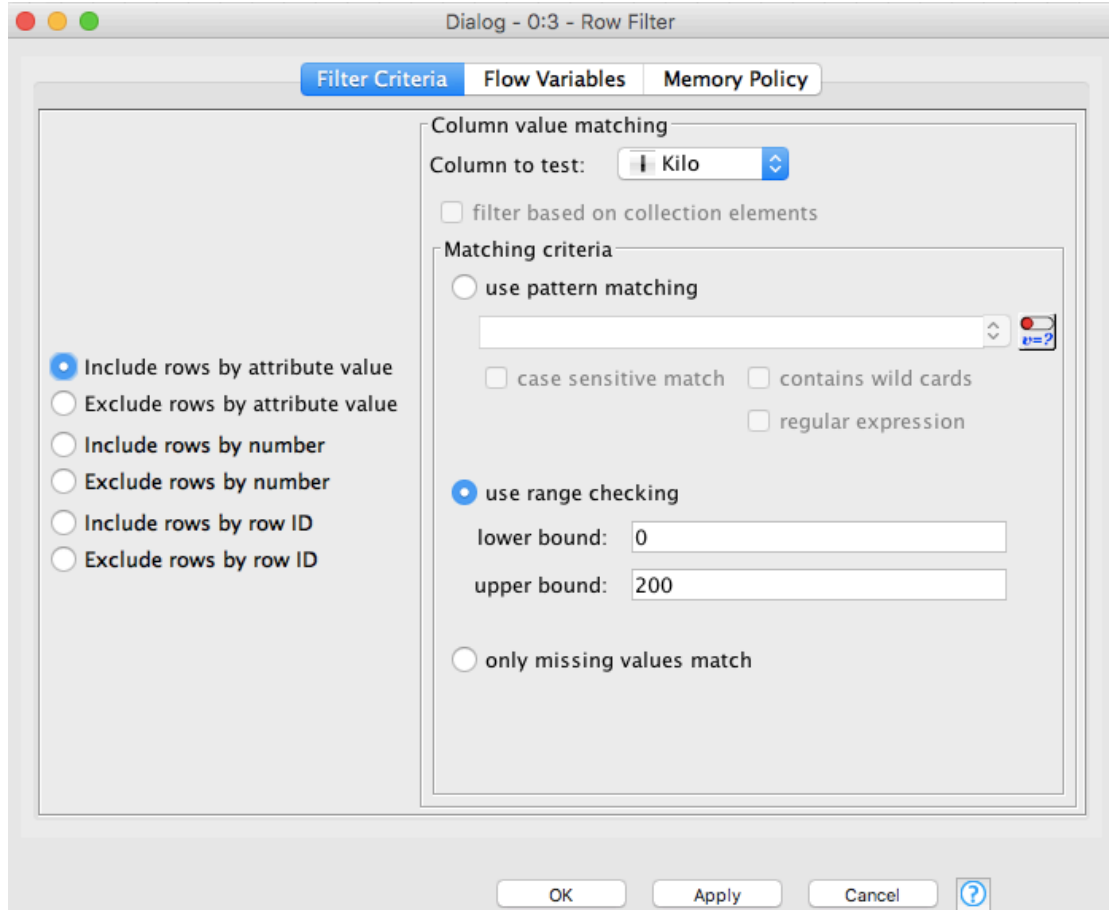 Dialog - 0:3 - Row Filter
Filter Criteria Flow Variables Memory Policy
Include rows by attribute value
Exclude rows by attribute value
Include rows by number
Exclude rows by number
Include rows by row ID
Exclude rows by row ID
Column value matching
Column to test: Kilo
filter based on collection elements
Matching criteria
use pattern matching
v=?
case sensitive match contains wild cards
regular expression
use range checking
lower bound: 0
upper bound: 200
only missing values match
OK Apply Cancel ?